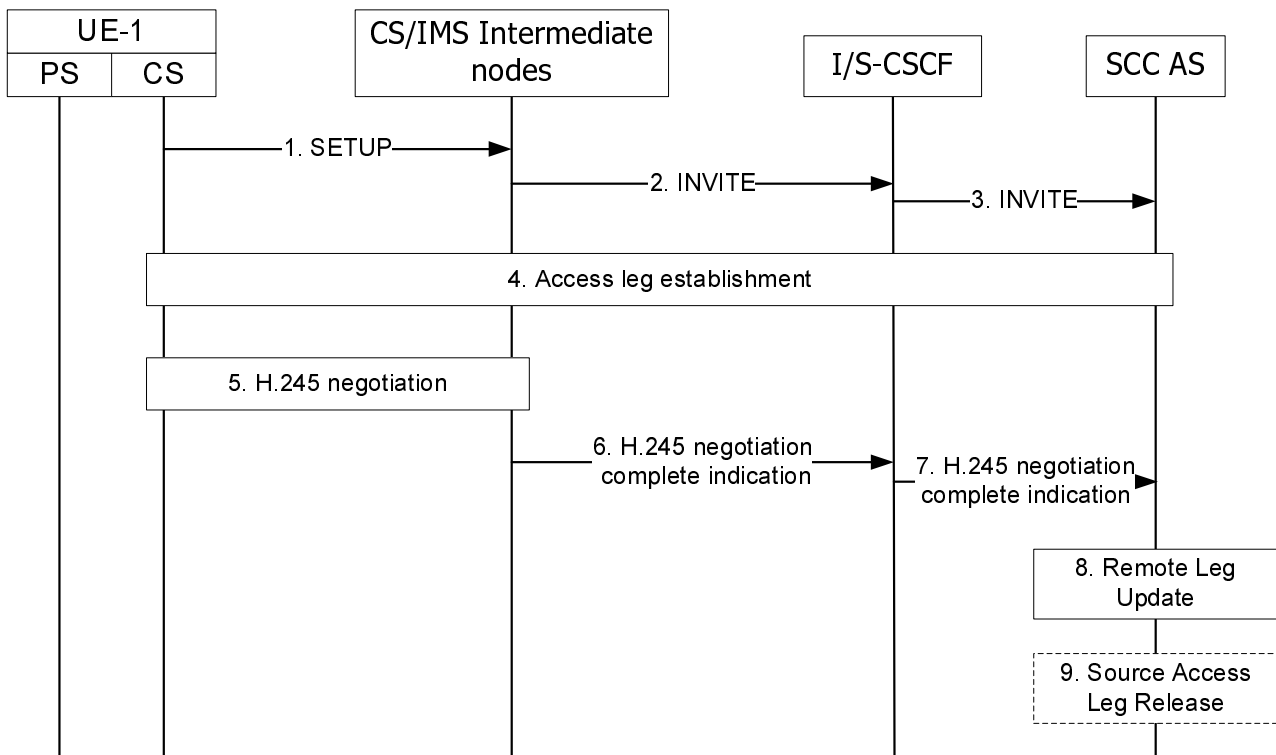 UE-1
PS
CS
CS/IMS Intermediate
nodes
I/S-CSCF
SCC AS
1. SETUP
2. INVITE
3. INVITE
4. Access leg establishment
5. H.245 negotiation
6. H.245 negotiation
complete indication
7. H.245 negotiation
complete indication
8. Remote Leg
Update
9. Source Access
Leg Release